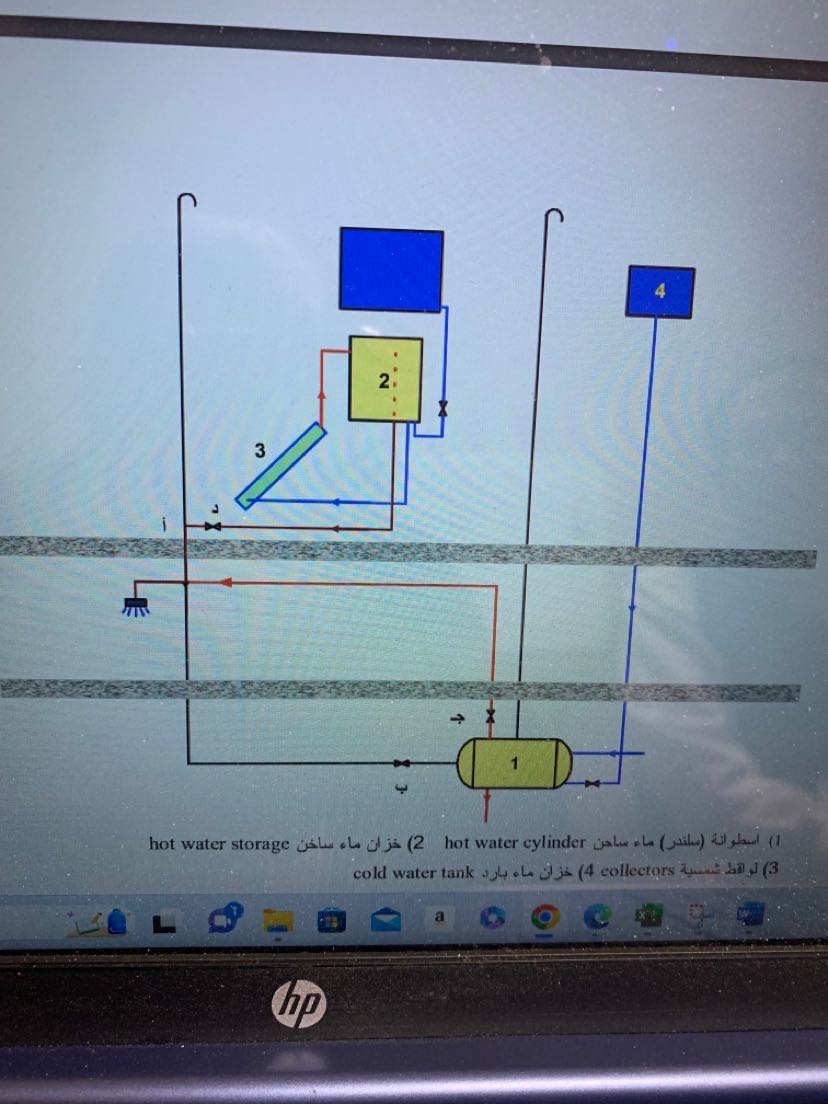 4
2
3
د
أ
جـ
1
ب
1) اسطوانة (سلندر) ماء ساخن hot water cylinder 2) خزان ماء ساخن hot water storage
3) لواقط شمسية collectors 4) خزان ماء بارد cold water tank
a
hp